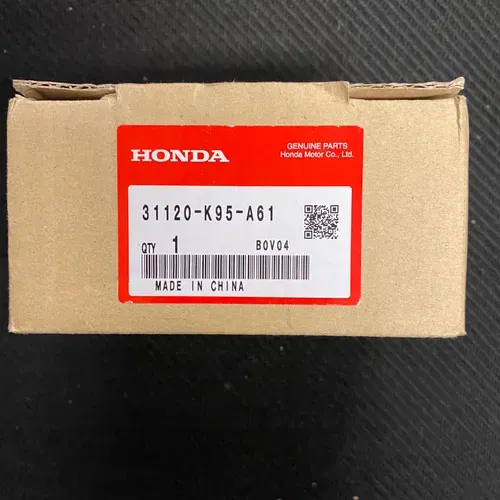 HONDA
GENUINE PARTS
Honda Motor Co., Ltd.
31120-K95-A61
QTY 1 B0V04
MADE IN CHINA